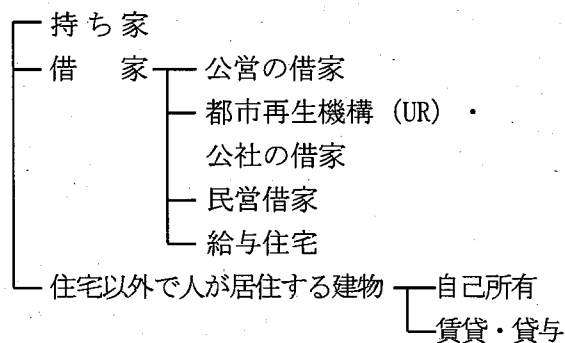 持ち家
借家 公営の借家
都市再生機構（UR）・
公社の借家
民営借家
給与住宅
住宅以外で人が居住する建物 自己所有
賃貸・貸与